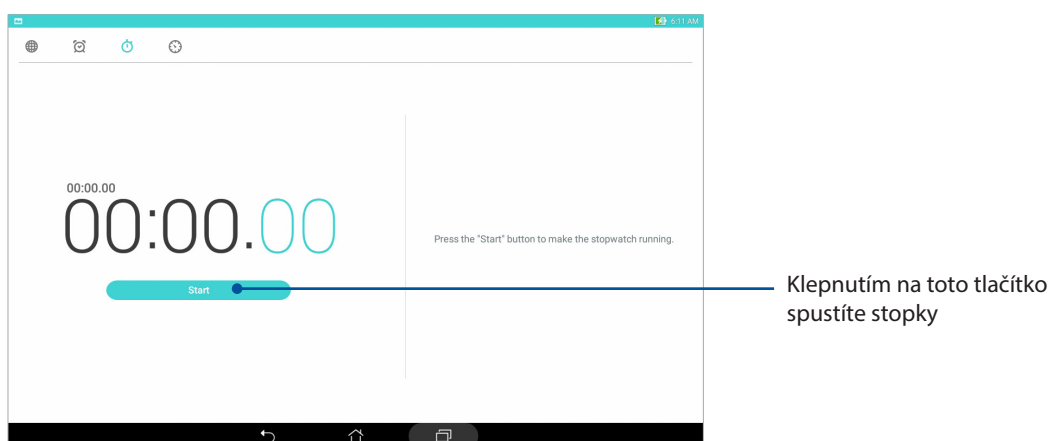 6:11 AM
00:00.00
00:00.00
Start
Press the "Start" button to make the stopwatch running.
Klepnutím na toto tlačítko
spustíte stopky